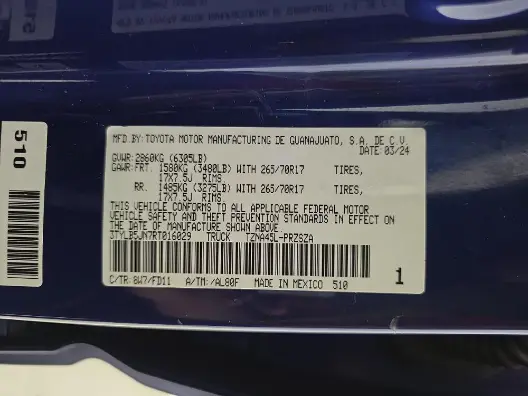 510
MFD.BY:TOYOTA MOTOR MANUFACTURING DE GUANAJUATO, S.A. DE C.V.
DATE 03/24
GVWR: 2860KG (6305LB)
GAWR:FRT. 1580KG (3480LB) WITH 265/70R17 TIRES,
17X7.5J RIMS.
RR. 1485KG (3275LB) WITH 265/70R17 TIRES,
17X7.5J RIMS.
THIS VEHICLE CONFORMS TO ALL APPLICABLE FEDERAL MOTOR
VEHICLE SAFETY AND THEFT PREVENTION STANDARDS IN EFFECT ON
THE DATE OF MANUFACTURE SHOWN ABOVE.
3TYLD5JN7RT016029 TRUCK TZNA45L-PRZSZA
C/TR: 8W7/FD11 A/TM: /AL80F MADE IN MEXICO 510
1